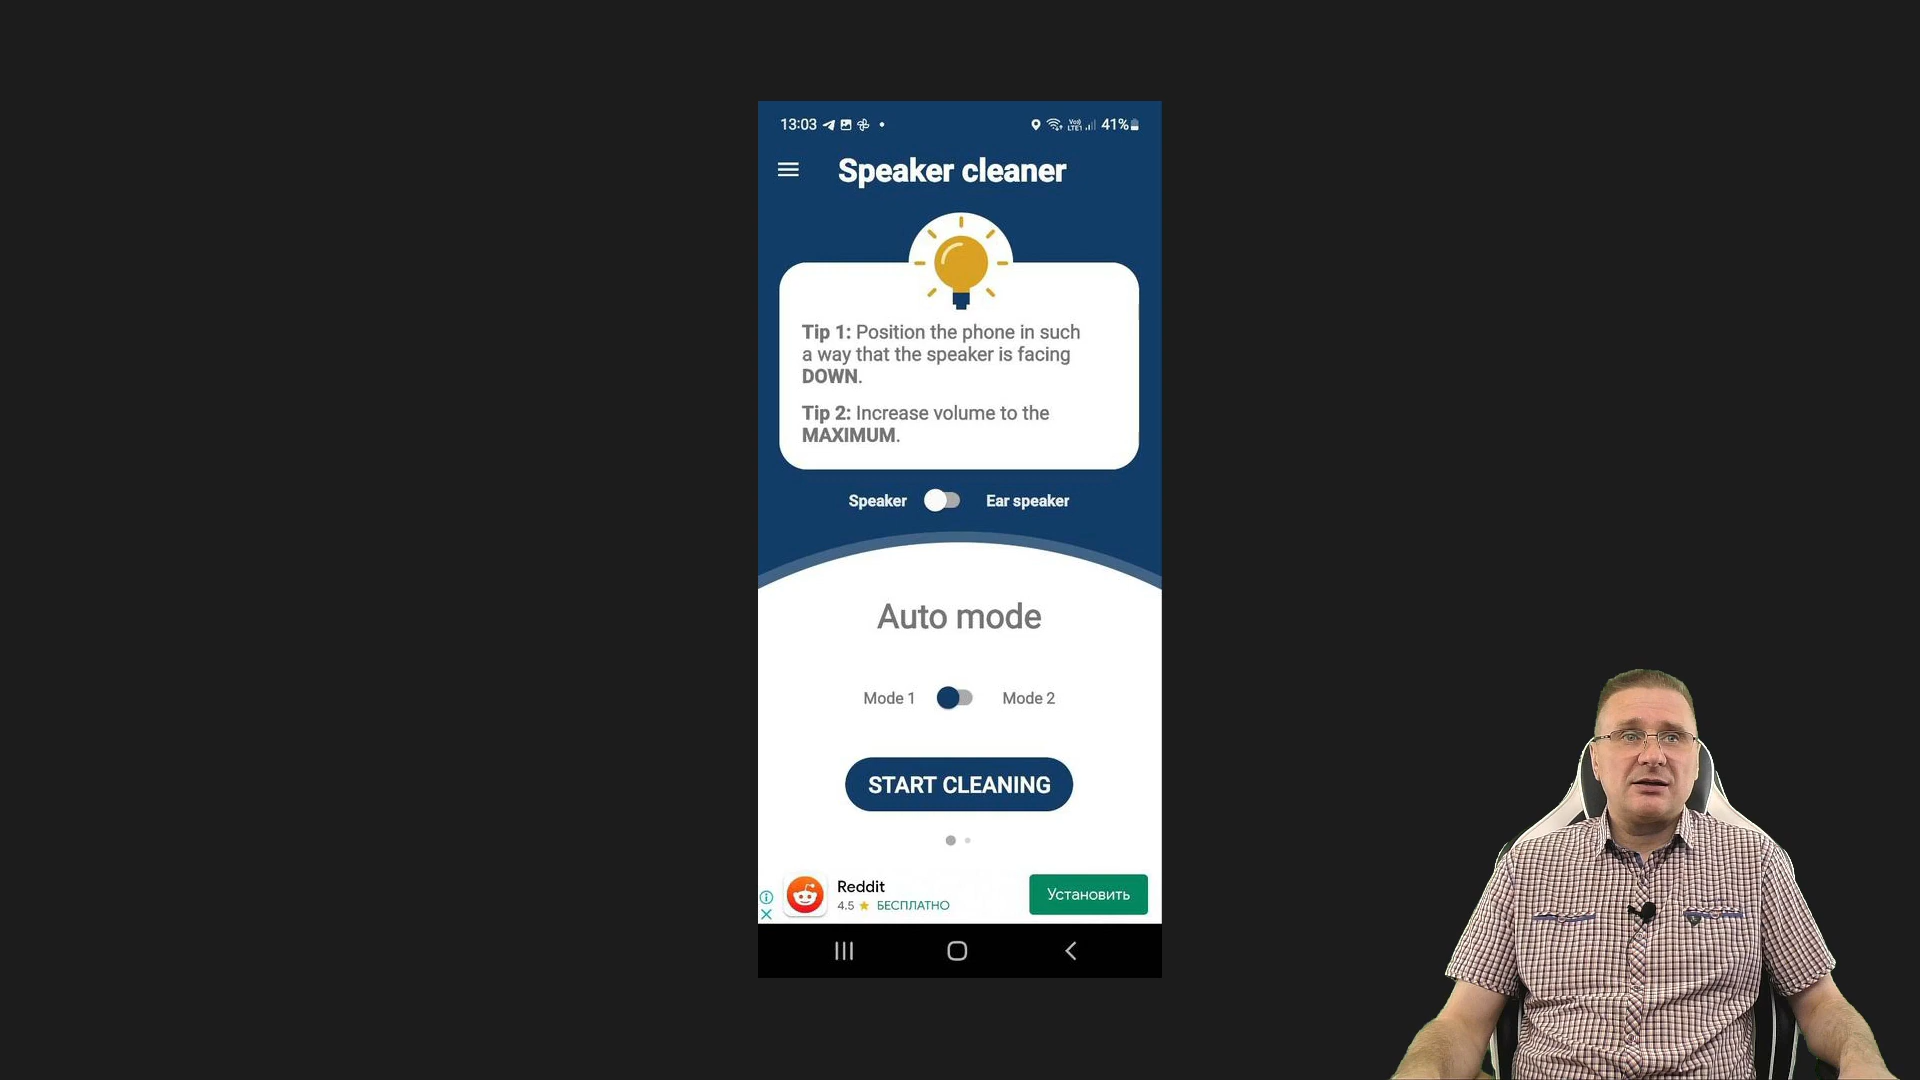 13:03 41%
Speaker cleaner
Tip 1: Position the phone in such
a way that the speaker is facing
DOWN.
Tip 2: Increase volume to the
MAXIMUM.
Speaker Ear speaker
Auto mode
Mode 1 Mode 2
START CLEANING
Reddit
4.5 БЕСПЛАТНО
Установить